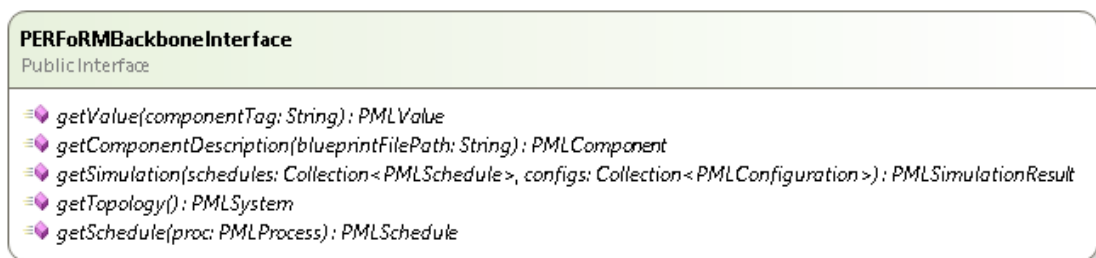 PERFoRMBackboneInterface
Public Interface
getValue(componentTag: String) : PMLValue
getComponentDescription(blueprintFilePath: String) : PMLComponent
getSimulation(schedules: Collection<PMLSchedule>, configs: Collection<PMLConfiguration>) : PMLSimulationResult
getTopology() : PMLSystem
getSchedule(proc: PMLProcess) : PMLSchedule